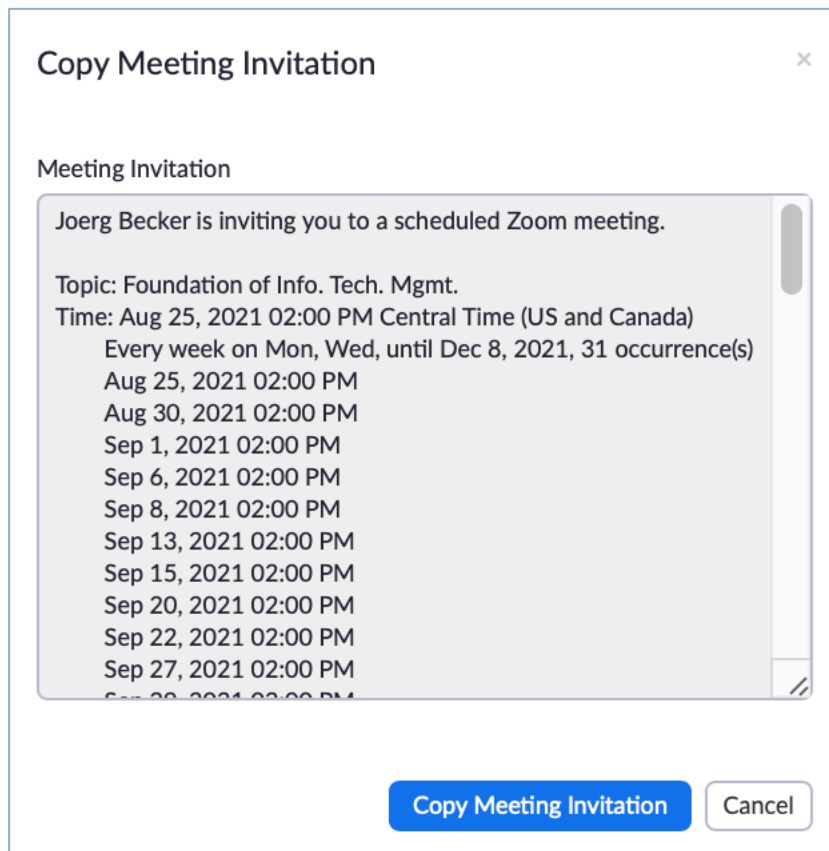 Copy Meeting Invitation
Meeting Invitation
Joerg Becker is inviting you to a scheduled Zoom meeting.
Topic: Foundation of Info. Tech. Mgmt.
Time: Aug 25, 2021 02:00 PM Central Time (US and Canada)
Every week on Mon, Wed, until Dec 8, 2021, 31 occurrence(s)
Aug 25, 2021 02:00 PM
Aug 30, 2021 02:00 PM
Sep 1, 2021 02:00 PM
Sep 6, 2021 02:00 PM
Sep 8, 2021 02:00 PM
Sep 13, 2021 02:00 PM
Sep 15, 2021 02:00 PM
Sep 20, 2021 02:00 PM
Sep 22, 2021 02:00 PM
Sep 27, 2021 02:00 PM
Copy Meeting Invitation
Cancel